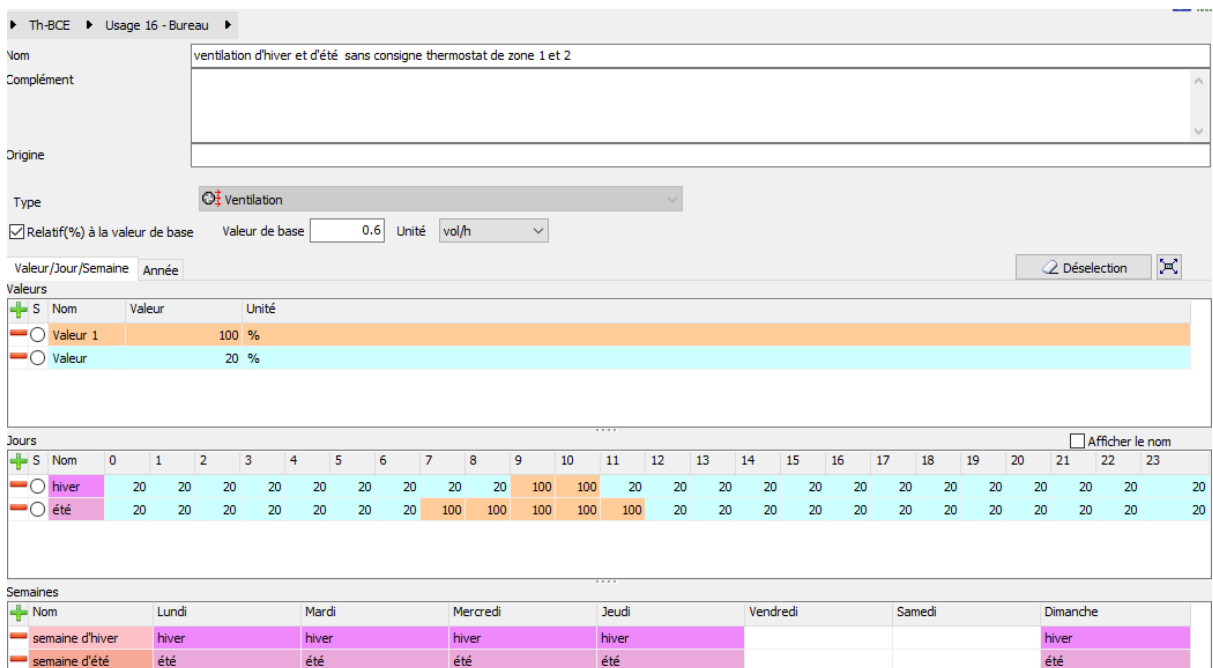 Th-BCE Usage 16 - Bureau
Nom ventilation d'hiver et d'été sans consigne thermostat de zone 1 et 2
Complément
Origine
Type Ventilation
Relatif(%) à la valeur de base Valeur de base 0.6 Unité vol/h
Valeur/Jour/Semaine Année Déselection
Valeurs
S Nom Valeur Unité
Valeur 1 100 %
Valeur 20 %
Jours Afficher le nom
S Nom 0 1 2 3 4 5 6 7 8 9 10 11 12 13 14 15 16 17 18 19 20 21 22 23
hiver 20 20 20 20 20 20 20 20 20 100 100 20 20 20 20 20 20 20 20 20 20 20 20 20
été 20 20 20 20 20 20 20 100 100 100 100 100 20 20 20 20 20 20 20 20 20 20 20 20
Semaines
Nom Lundi Mardi Mercredi Jeudi Vendredi Samedi Dimanche
semaine d'hiver hiver hiver hiver hiver hiver
semaine d'été été été été été été